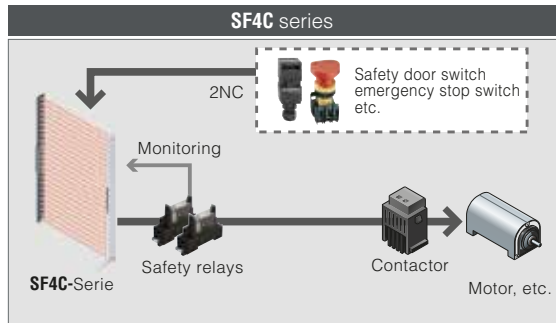 SF4C series
2NC
Safety door switch
emergency stop switch
etc.
Monitoring
Safety relays
Contactor
SF4C-Serie
Motor, etc.